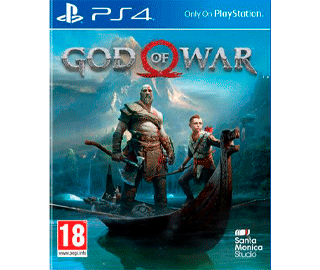 PS4
Only On PlayStation®
GOD OF WAR
18
www.pegi.info
Santa
Monica
Studio